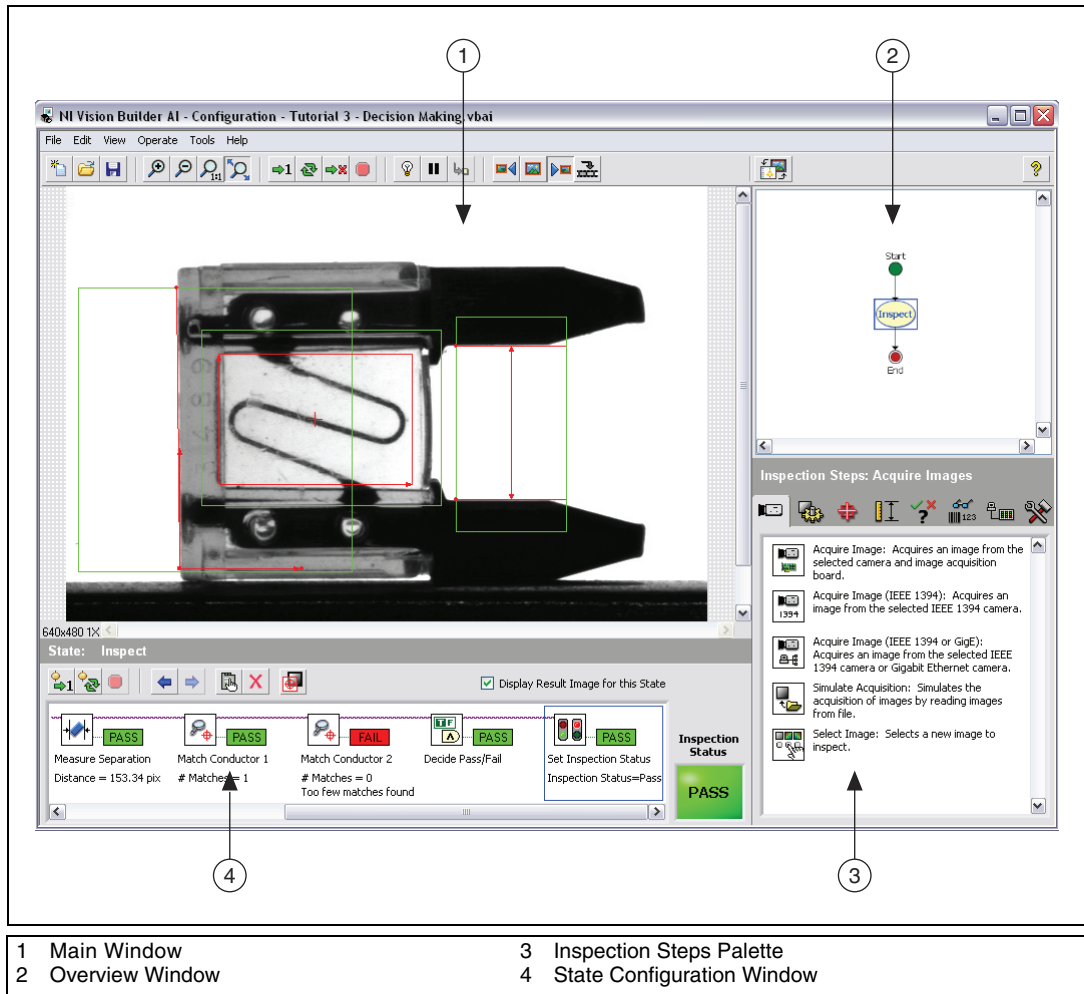 1
2
NI Vision Builder AI - Configuration - Tutorial 3 - Decision Making.vbai
File Edit View Operate Tools Help
1:1
1
Start
Inspect
End
Inspection Steps: Acquire Images
123
Acquire Image: Acquires an image from the
selected camera and image acquisition
board.
1394
Acquire Image (IEEE 1394): Acquires an
image from the selected IEEE 1394 camera.
Acquire Image (IEEE 1394 or GigE):
Acquires an image from the selected IEEE
1394 camera or Gigabit Ethernet camera.
Simulate Acquisition: Simulates the
acquisition of images by reading images
from file.
Select Image: Selects a new image to
inspect.
640x480 1X
State: Inspect
1
Display Result Image for this State
PASS
Measure Separation
Distance = 153.34 pix
PASS
Match Conductor 1
# Matches = 1
FAIL
Match Conductor 2
# Matches = 0
Too few matches found
T F
PASS
Decide Pass/Fail
PASS
Set Inspection Status
Inspection Status=Pass
Inspection
Status
PASS
4
3
1 Main Window
2 Overview Window
3 Inspection Steps Palette
4 State Configuration Window